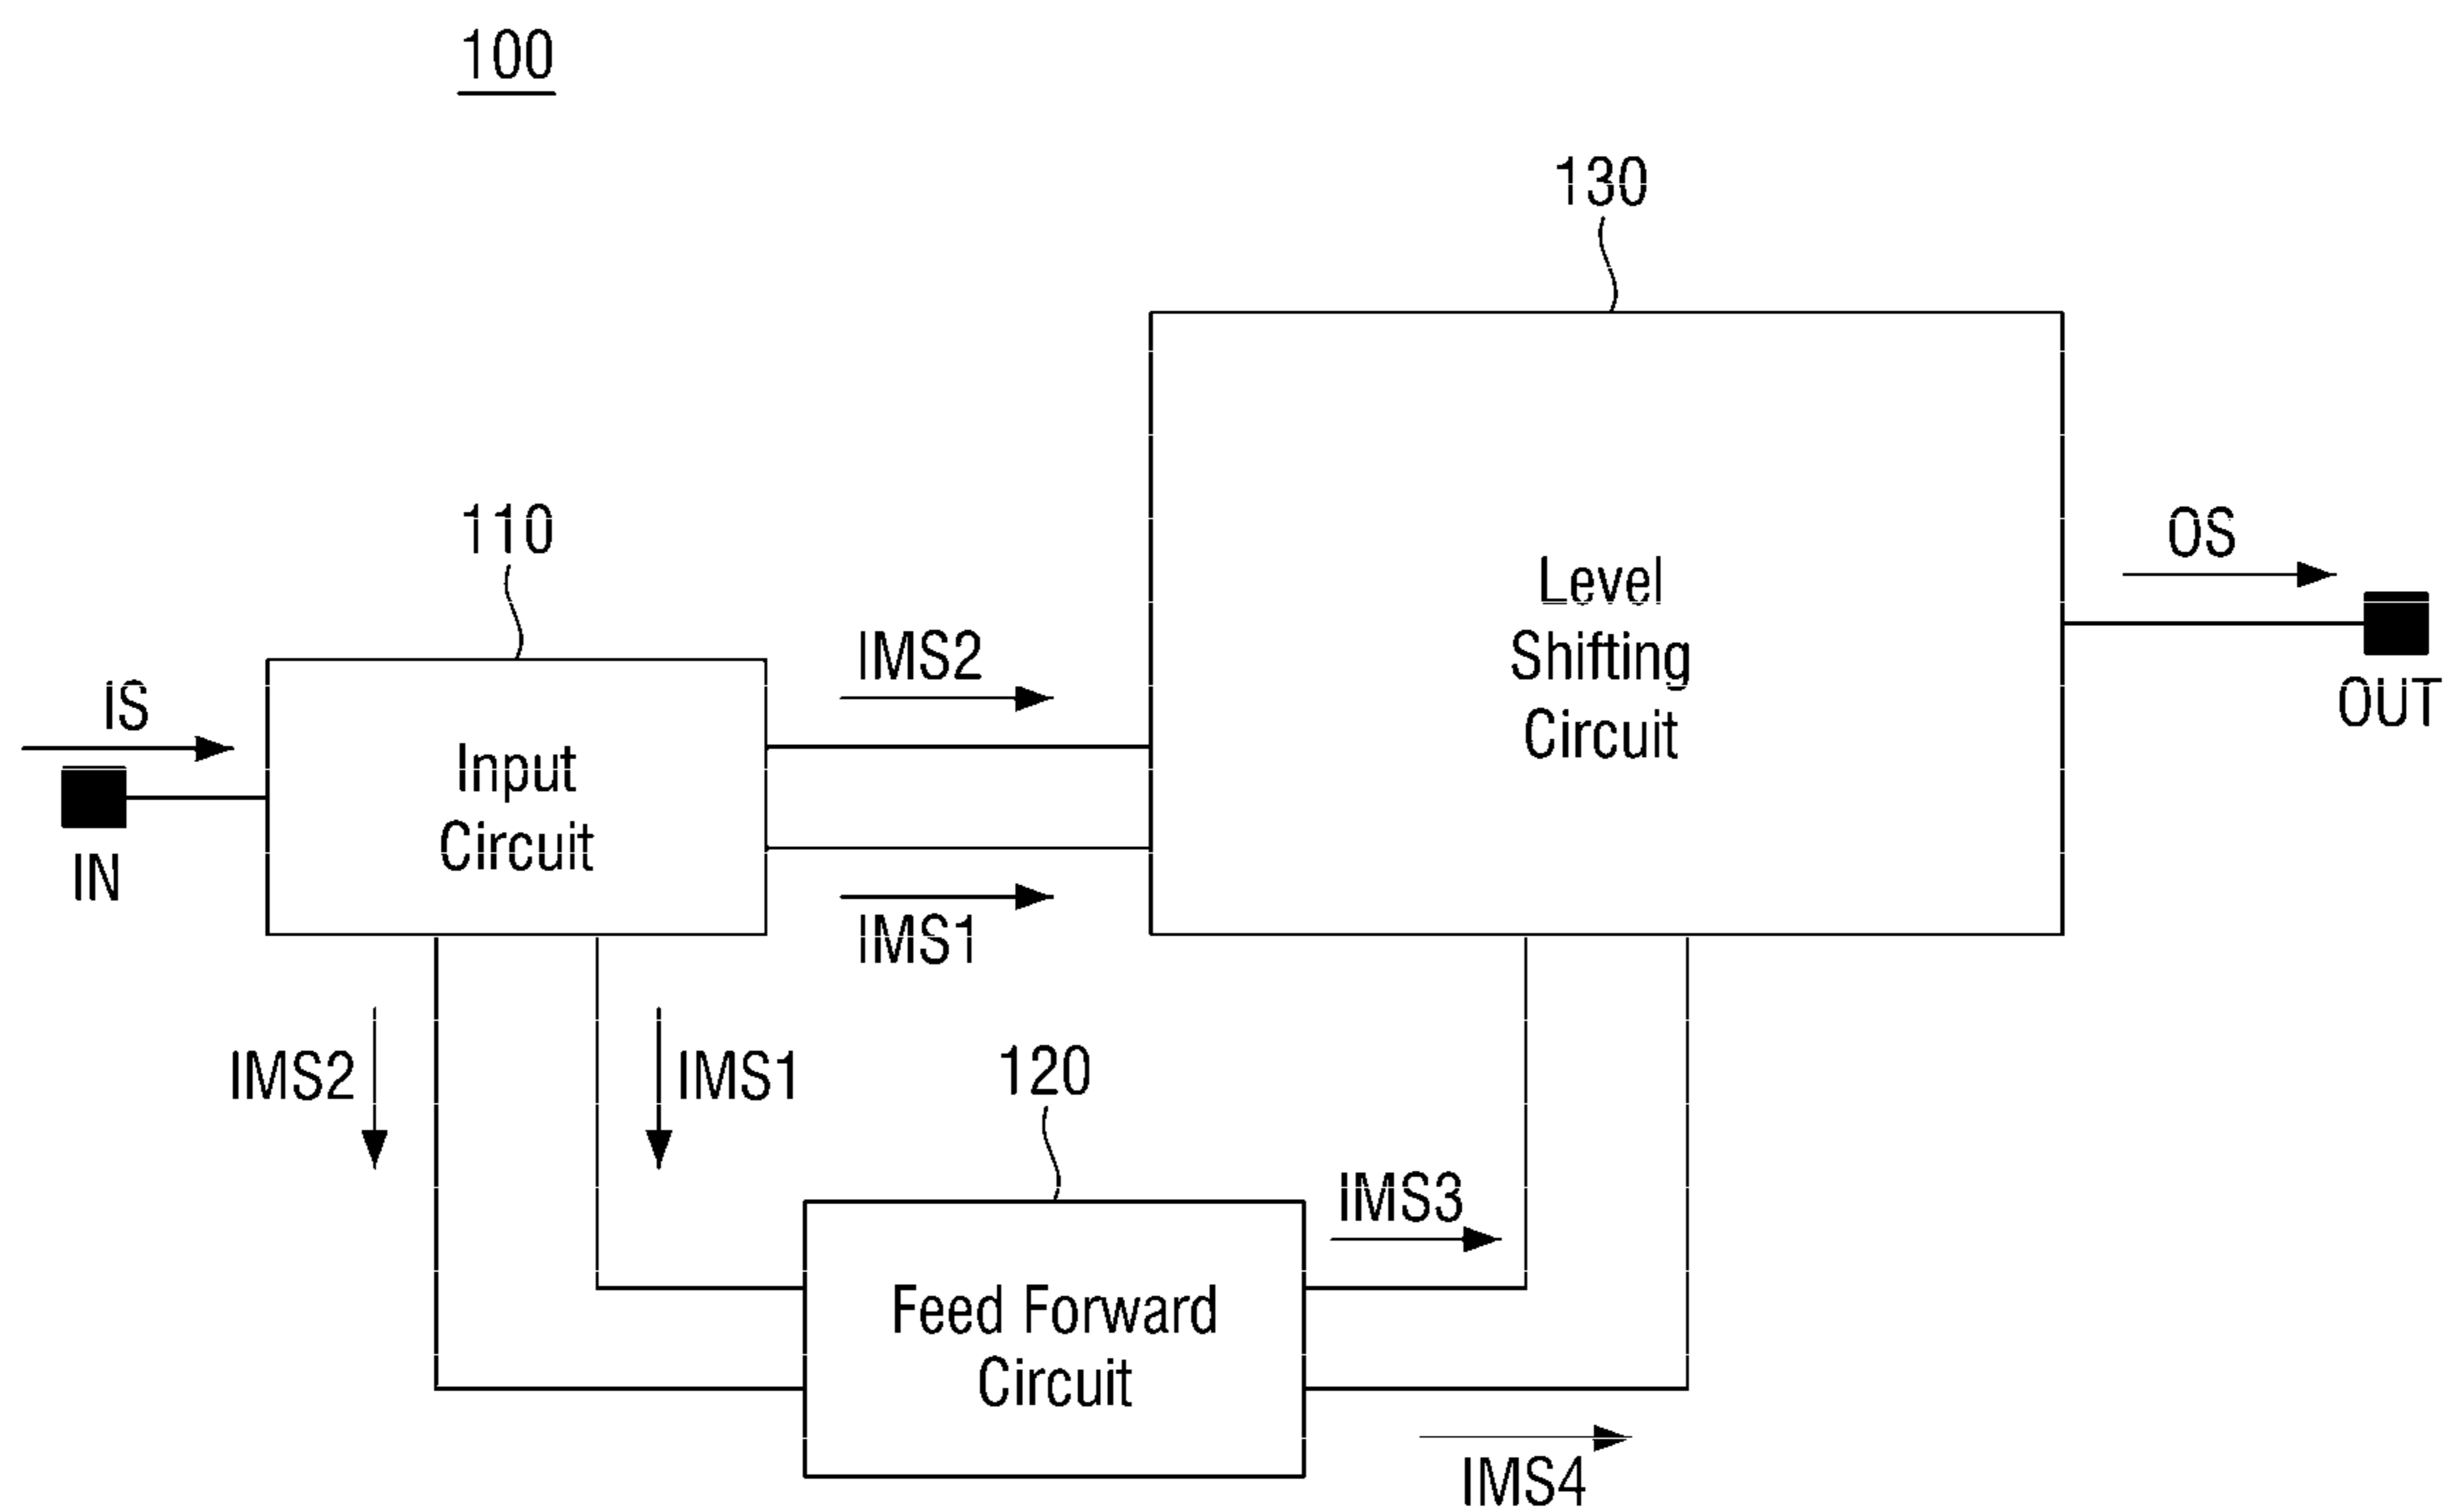 100
130
110
OS
Level
Shifting
Circuit
IMS2
OUT
IS
Input
Circuit
IN
IMS1
IMS2
IMS1
120
IMS3
Feed Forward
Circuit
IMS4